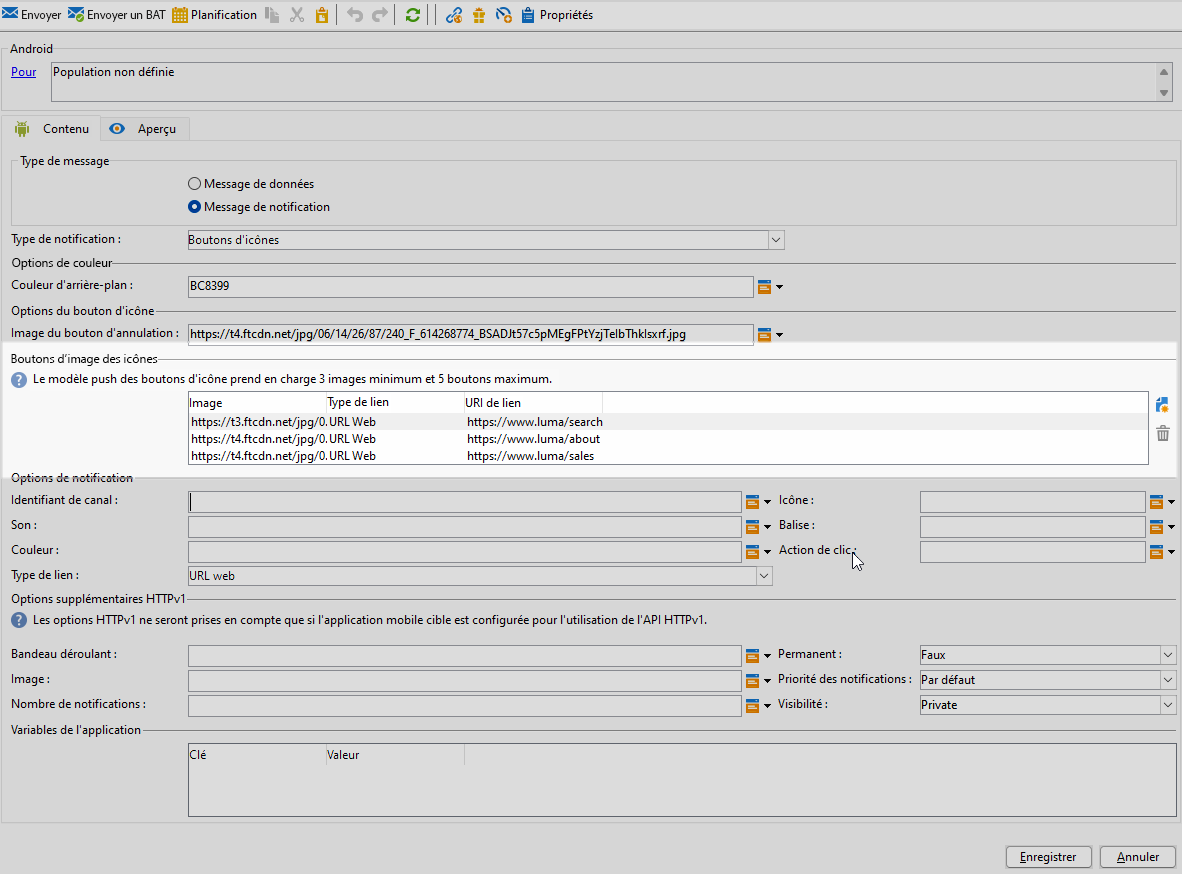 Envoyer Envoyer un BAT Planification Propriétés
Android
Pour Population non définie
Contenu Aperçu
Type de message
Message de données
Message de notification
Type de notification : Boutons d'icônes
Options de couleur
Couleur d'arrière-plan : BC8399
Options du bouton d'icône
Image du bouton d'annulation : https://t4.ftcdn.net/jpg/06/14/26/87/240_F_614268774_BSADJt57c5pMEgFPtYzjTelbThklsxrf.jpg
Boutons d'image des icônes
Le modèle push des boutons d'icône prend en charge 3 images minimum et 5 boutons maximum.
Image Type de lien URI de lien
https://t3.ftcdn.net/jpg/0. URL Web https://www.luma/search
https://t4.ftcdn.net/jpg/0. URL Web https://www.luma/about
https://t4.ftcdn.net/jpg/0. URL Web https://www.luma/sales
Options de notification
Identifiant de canal : Icône :
Son : Balise :
Couleur : Action de clic :
Type de lien : URL web
Options supplémentaires HTTPv1
Les options HTTPv1 ne seront prises en compte que si l'application mobile cible est configurée pour l'utilisation de l'API HTTPv1.
Bandeau déroulant : Permanent : Faux
Image : Priorité des notifications : Par défaut
Nombre de notifications : Visibilité : Private
Variables de l'application
Clé Valeur
Enregistrer Annuler